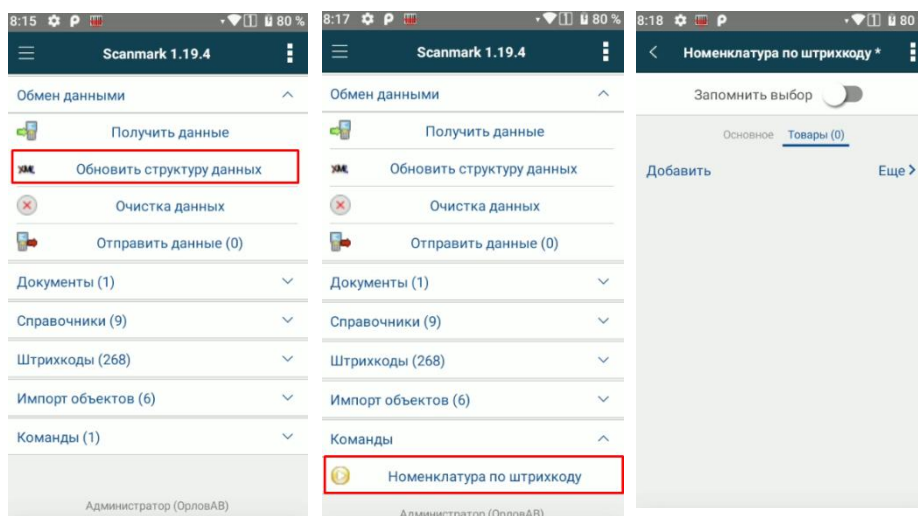 8:15
80 %
Scanmark 1.19.4
Обмен данными
Получить данные
XML
Обновить структуру данных
Очистка данных
Отправить данные (0)
Документы (1)
Справочники (9)
Штрихкоды (268)
Импорт объектов (6)
Команды (1)
Администратор (ОрловАВ)
8:17
80 %
Scanmark 1.19.4
Обмен данными
Получить данные
XML
Обновить структуру данных
Очистка данных
Отправить данные (0)
Документы (1)
Справочники (9)
Штрихкоды (268)
Импорт объектов (6)
Команды
Номенклатура по штрихкоду
Администратор (ОрловАВ)
8:18
80
Номенклатура по штрихкоду *
Запомнить выбор
Основное Товары (0)
Добавить Еще